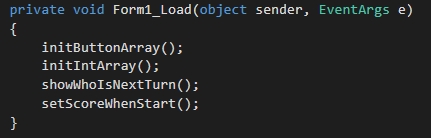 private void Form1_Load(object sender, EventArgs e)
{
    initButtonArray();
    initIntArray();
    showWhoIsNextTurn();
    setScoreWhenStart();
}